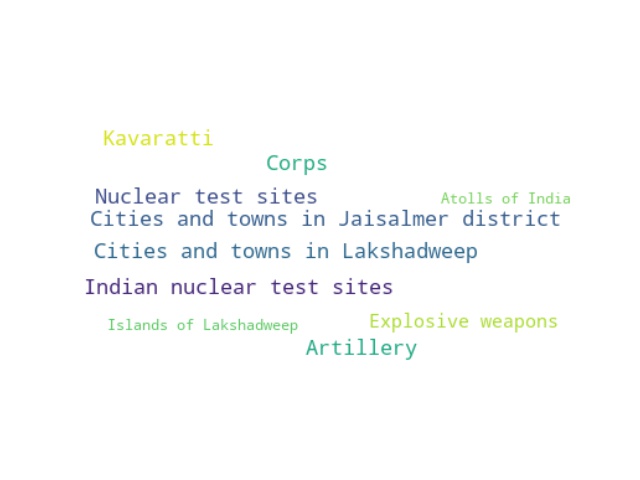 Kavaratti
Corps
Nuclear test sites
Atolls of India
Cities and towns in Jaisalmer district
Cities and towns in Lakshadweep
Indian nuclear test sites
Explosive weapons
Islands of Lakshadweep
Artillery